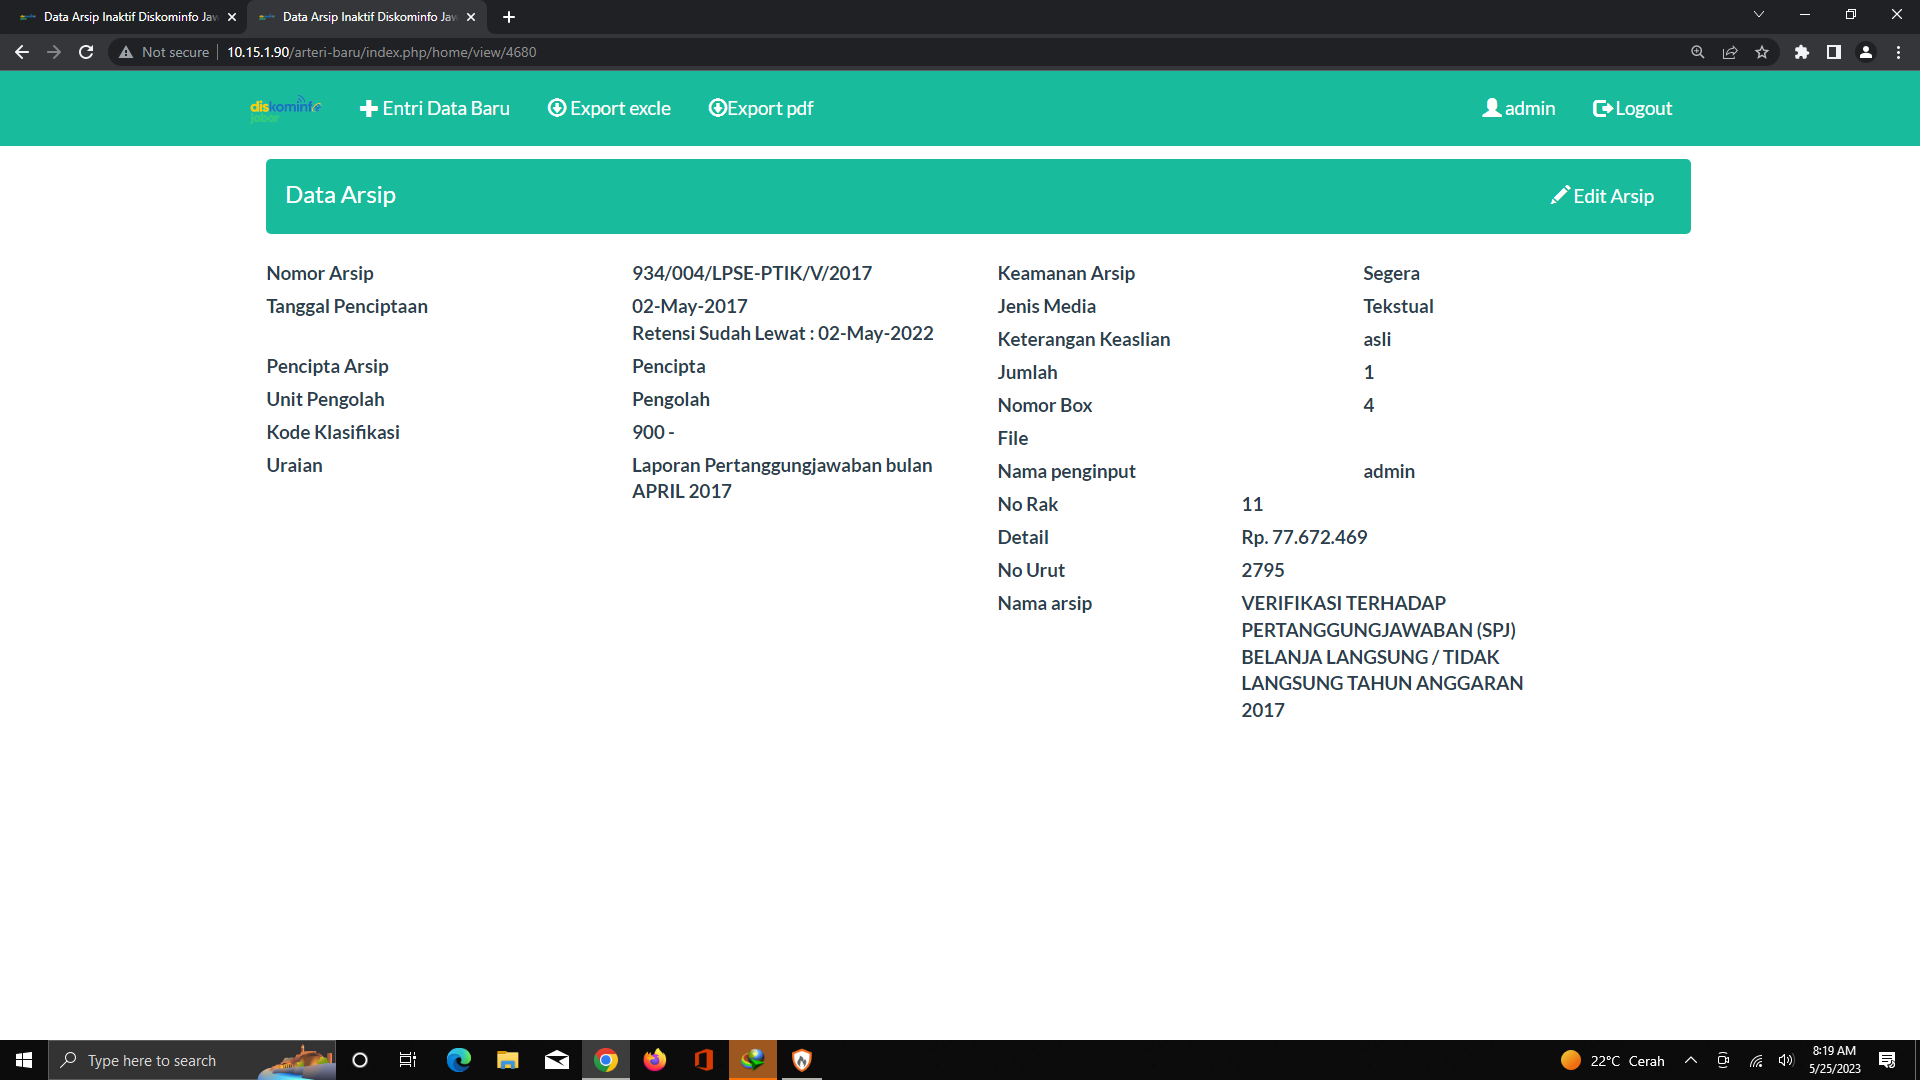 Data Arsip Inaktif Diskominfo Jaw
Data Arsip Inaktif Diskominfo Jaw
Not secure
10.15.1.90/arteri-baru/index.php/home/view/4680
diskominfo
jabar
Entri Data Baru
Export excle
Export pdf
admin
Logout
Data Arsip
Edit Arsip
Nomor Arsip
934/004/LPSE-PTIK/V/2017
Tanggal Penciptaan
02-May-2017
Retensi Sudah Lewat : 02-May-2022
Pencipta Arsip
Pencipta
Unit Pengolah
Pengolah
Kode Klasifikasi
900 -
Uraian
Laporan Pertanggungjawaban bulan
APRIL 2017
Keamanan Arsip
Segera
Jenis Media
Tekstual
Keterangan Keaslian
asli
Jumlah
1
Nomor Box
4
File
Nama penginput
admin
No Rak
11
Detail
Rp. 77.672.469
No Urut
2795
Nama arsip
VERIFIKASI TERHADAP
PERTANGGUNGJAWABAN (SPJ)
BELANJA LANGSUNG / TIDAK
LANGSUNG TAHUN ANGGARAN
2017
Type here to search
22°C Cerah
8:19 AM
5/25/2023